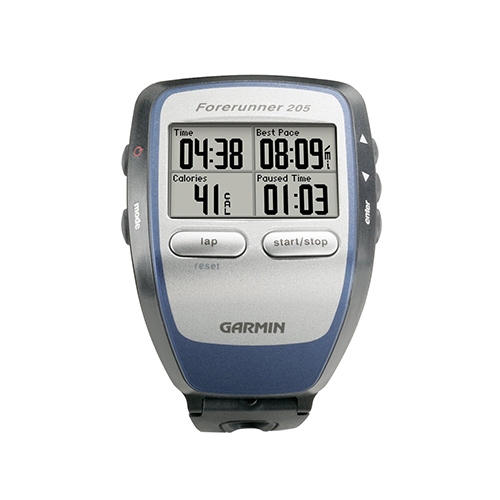 Forerunner 205
Time Best Pace
04:38 08:09 /mi
Calories Paused Time
41 CAL 01:03
mode
enter
lap start/stop
reset
GARMIN